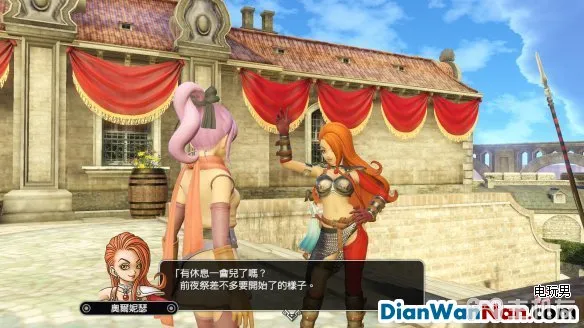 「有休息一會兒了嗎？
前夜祭差不多要開始了的樣子。
奧爾妮瑟
电玩男
DianWanNan.com